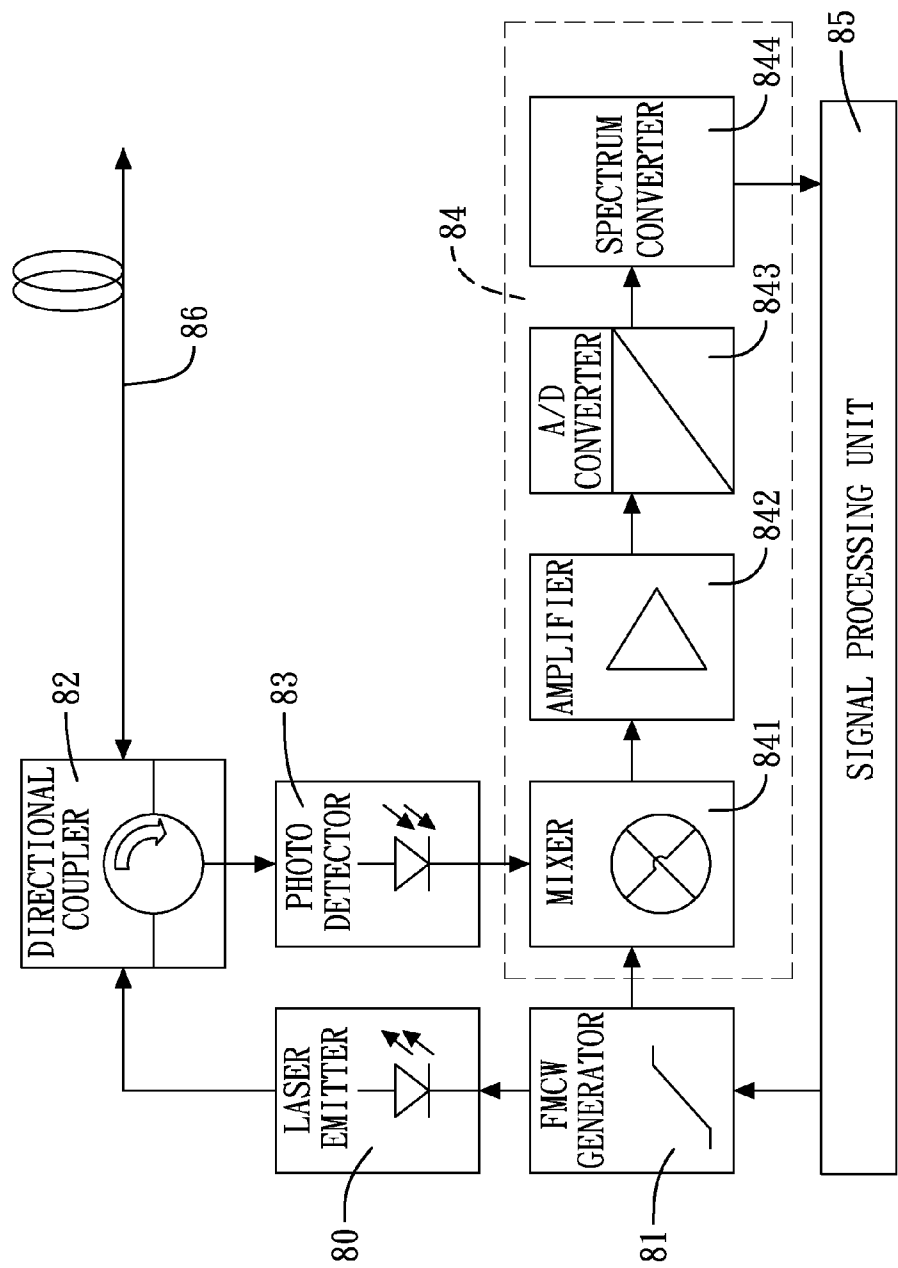 DIRECTIONAL
COUPLER
82
86
LASER
EMITTER
80
PHOTO
DETECTOR
83
84
FMCW
GENERATOR
81
MIXER
841
AMPLIFIER
842
A/D
CONVERTER
843
SPECTRUM
CONVERTER
844
SIGNAL PROCESSING UNIT
85